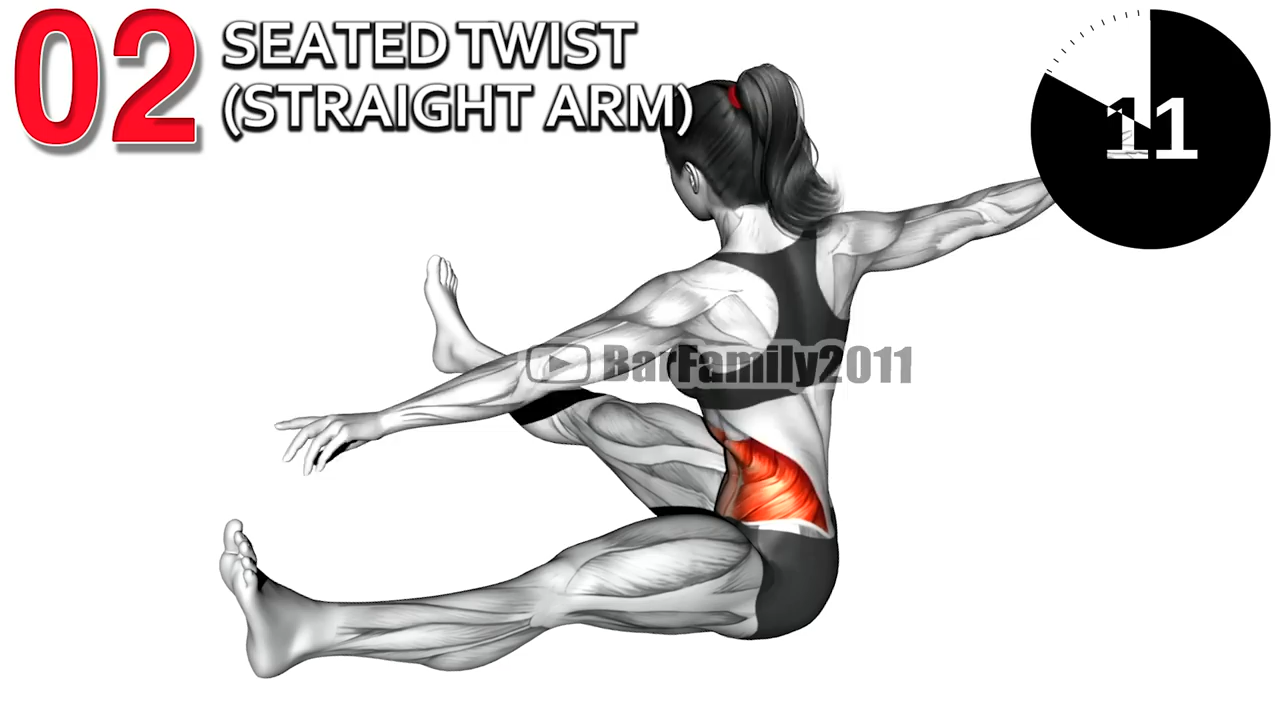 02
SEATED TWIST
(STRAIGHT ARM)
11
BarFamily2011